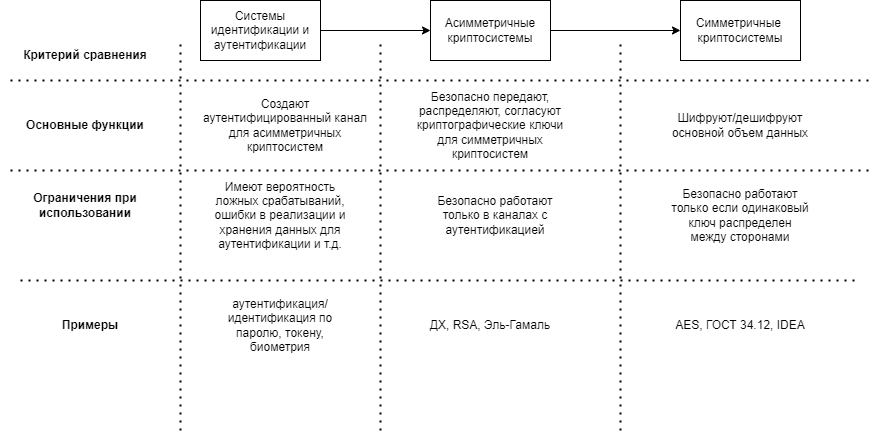 Системы
идентификации и
аутентификации
Асимметричные
криптосистемы
Симметричные
криптосистемы
Критерий сравнения
Основные функции
Создают
аутентифицированный канал
для асимметричных
криптосистем
Безопасно передают,
распределяют, согласуют
криптографические ключи
для симметричных
криптосистем
Шифруют/дешифруют
основной объем данных
Ограничения при
использовании
Имеют вероятность
ложных срабатываний,
ошибки в реализации и
хранения данных для
аутентификации и т.д.
Безопасно работают
только в каналах с
аутентификацией
Безопасно работают
только если одинаковый
ключ распределен
между сторонами
Примеры
аутентификация/
идентификация по
паролю, токену,
биометрия
ДХ, RSA, Эль-Гамаль
AES, ГОСТ 34.12, IDEA